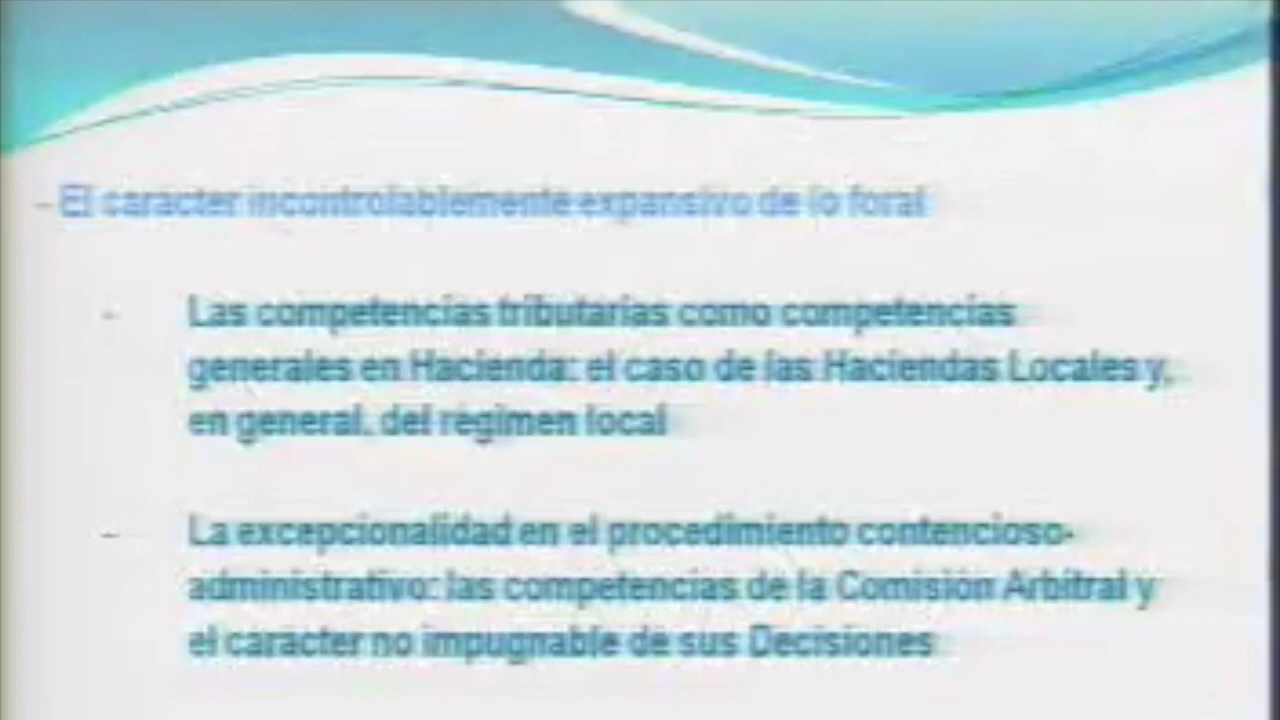 - El carácter incontrolablemente expansivo de lo foral
- Las competencias tributarias como competencias
generales en Hacienda: el caso de las Haciendas Locales y,
en general, del régimen local
- La excepcionalidad en el procedimiento contencioso-
administrativo: las competencias de la Comisión Arbitral y
el carácter no impugnable de sus Decisiones